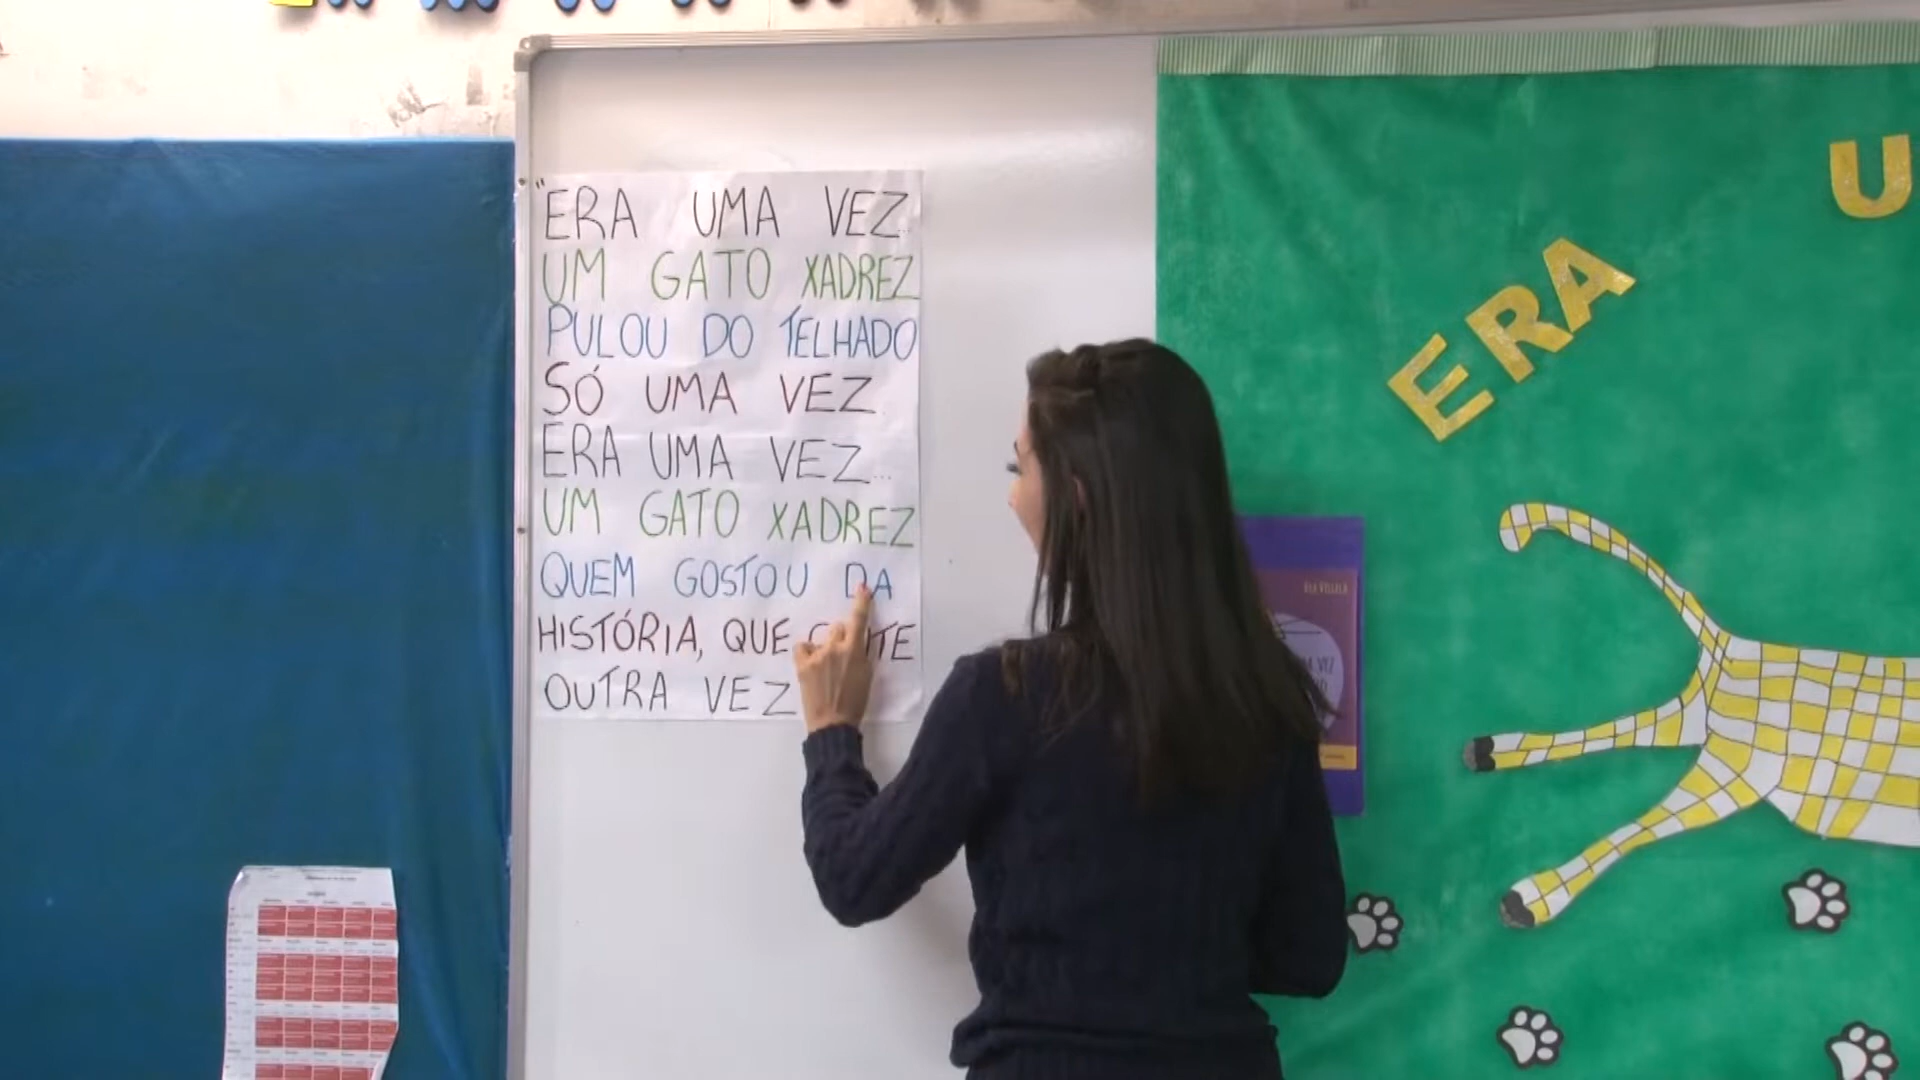 "ERA UMA VEZ...
UM GATO XADREZ
PULOU DO TELHADO
SÓ UMA VEZ.
ERA UMA VEZ...
UM GATO XADREZ
QUEM GOSTOU DA
HISTÓRIA, QUE
OUTRA VEZ
ERA
U